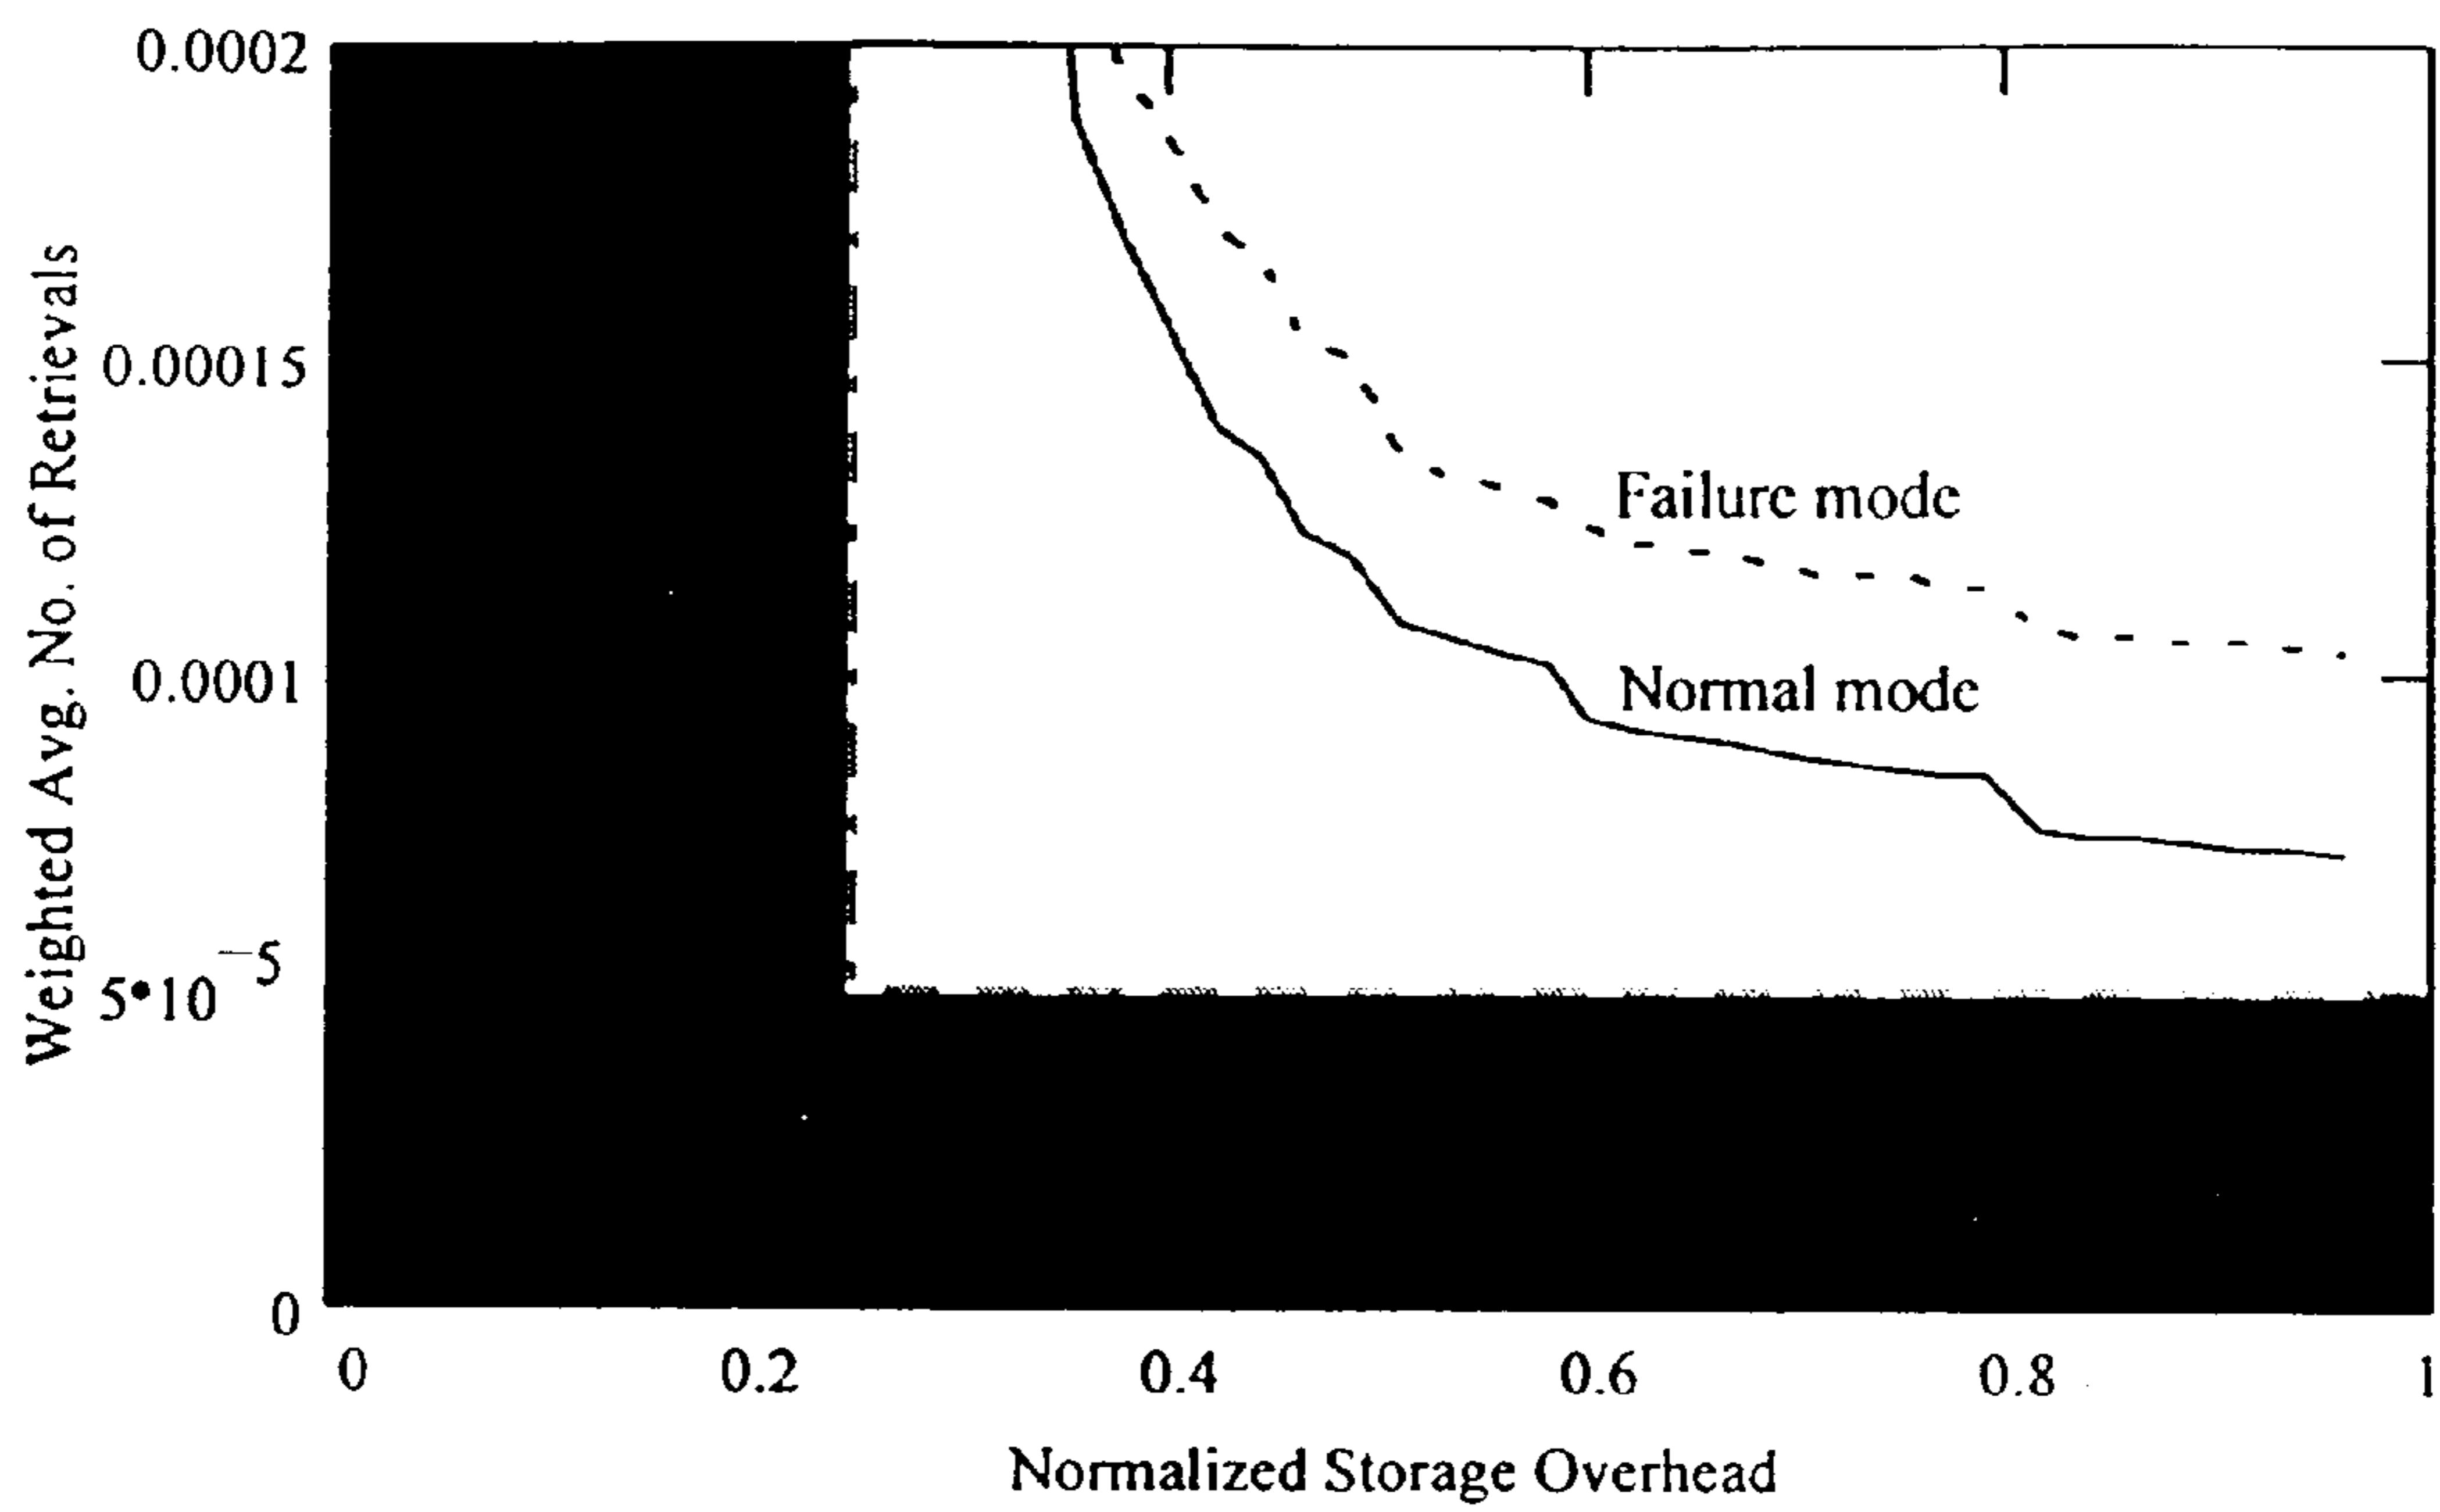 0.0002
0.00015
0.0001
5•10 −5
0
Weighted Avg. No. of Retrievals
Failure mode
Normal mode
0 0.2 0.4 0.6 0.8 1
Normalized Storage Overhead